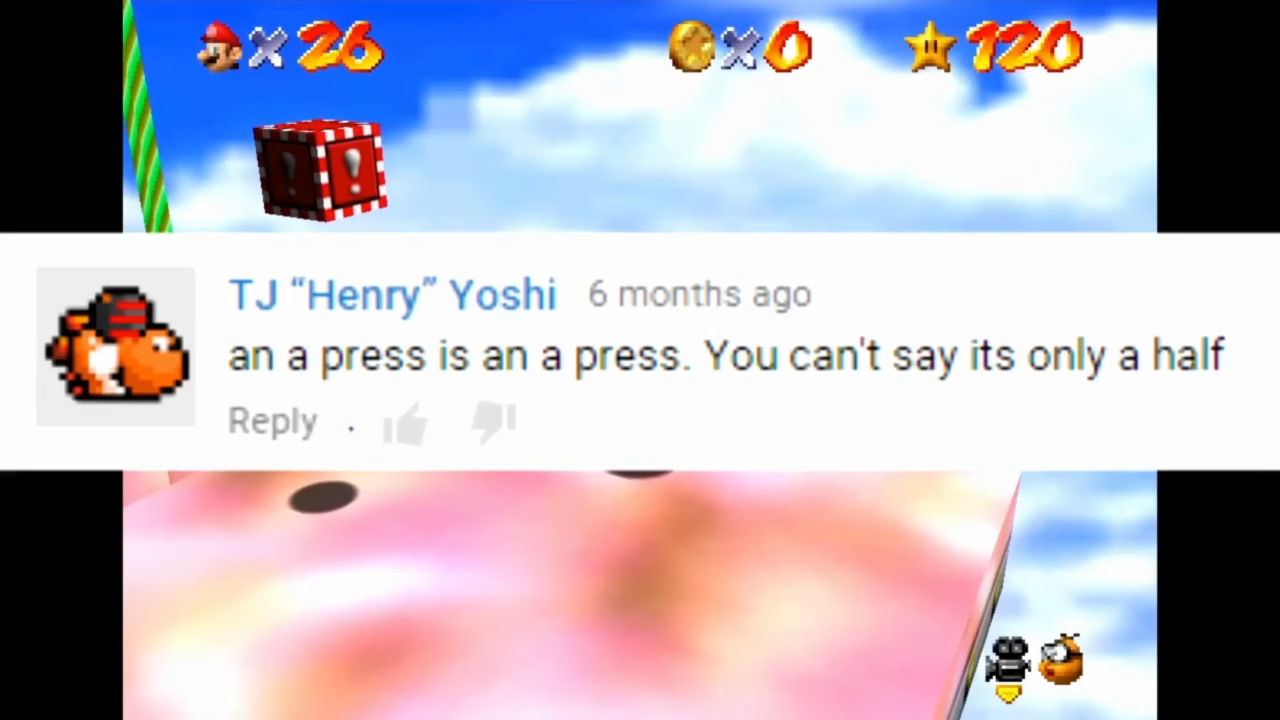 × 26 × 0 120
! !
TJ “Henry” Yoshi 6 months ago
an a press is an a press. You can't say its only a half
Reply .